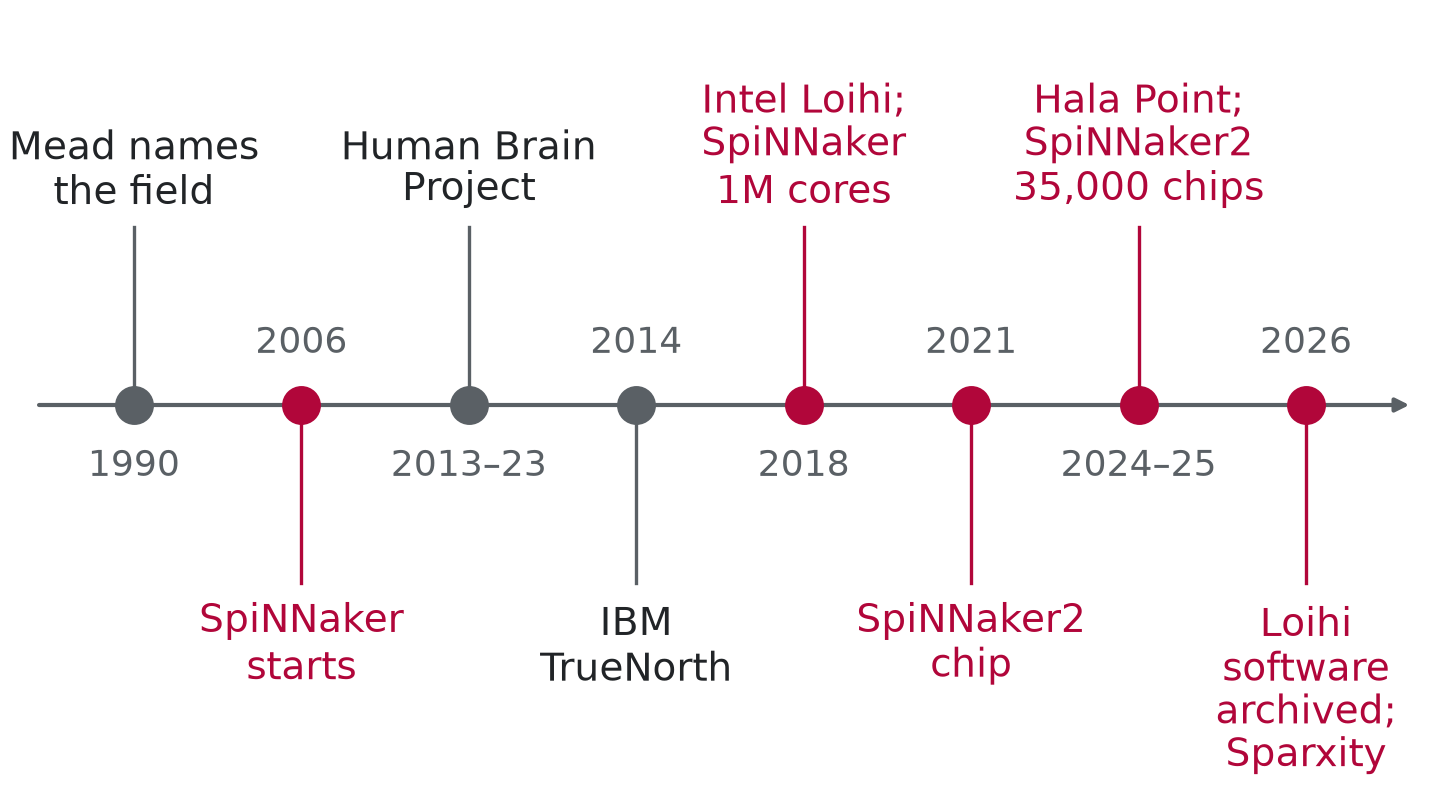 Mead names
the field
1990
2006
SpiNNaker
starts
Human Brain
Project
2013–23
2014
IBM
TrueNorth
Intel Loihi;
SpiNNaker
1M cores
2018
2021
SpiNNaker2
chip
Hala Point;
SpiNNaker2
35,000 chips
2024–25
2026
Loihi
software
archived;
Sparxity